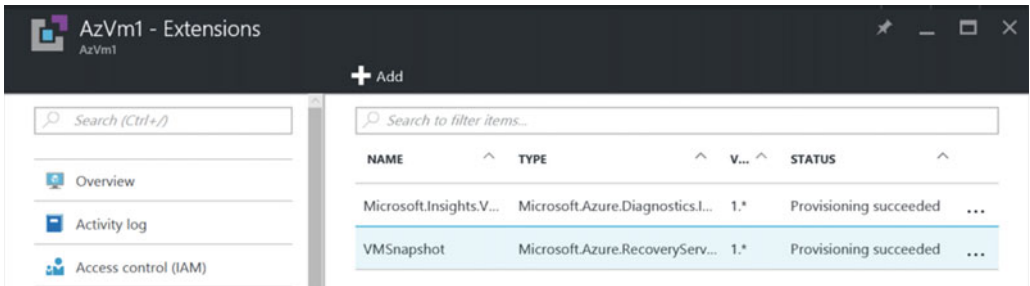 AzVm1 - Extensions
AzVm1
Add
Search (Ctrl+/)
Search to filter items...
NAME TYPE V... STATUS
Overview
Microsoft.Insights.V... Microsoft.Azure.Diagnostics.I... 1.* Provisioning succeeded ...
Activity log
VMSnapshot Microsoft.Azure.RecoveryServ... 1.* Provisioning succeeded ...
Access control (IAM)